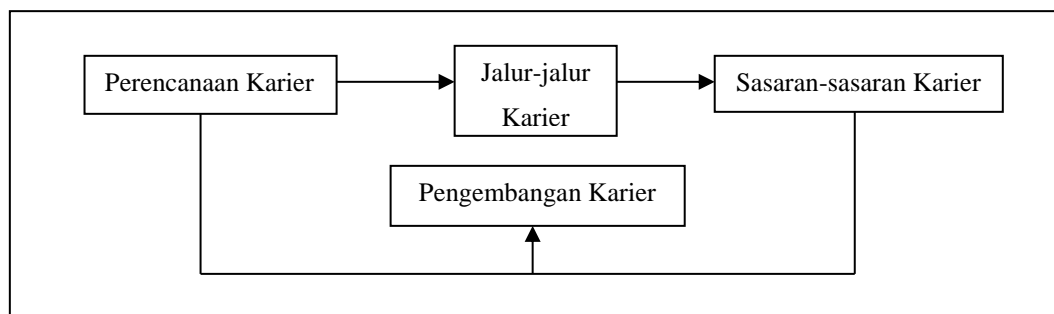 Perencanaan Karier
Jalur-jalur
Karier
Sasaran-sasaran Karier
Pengembangan Karier